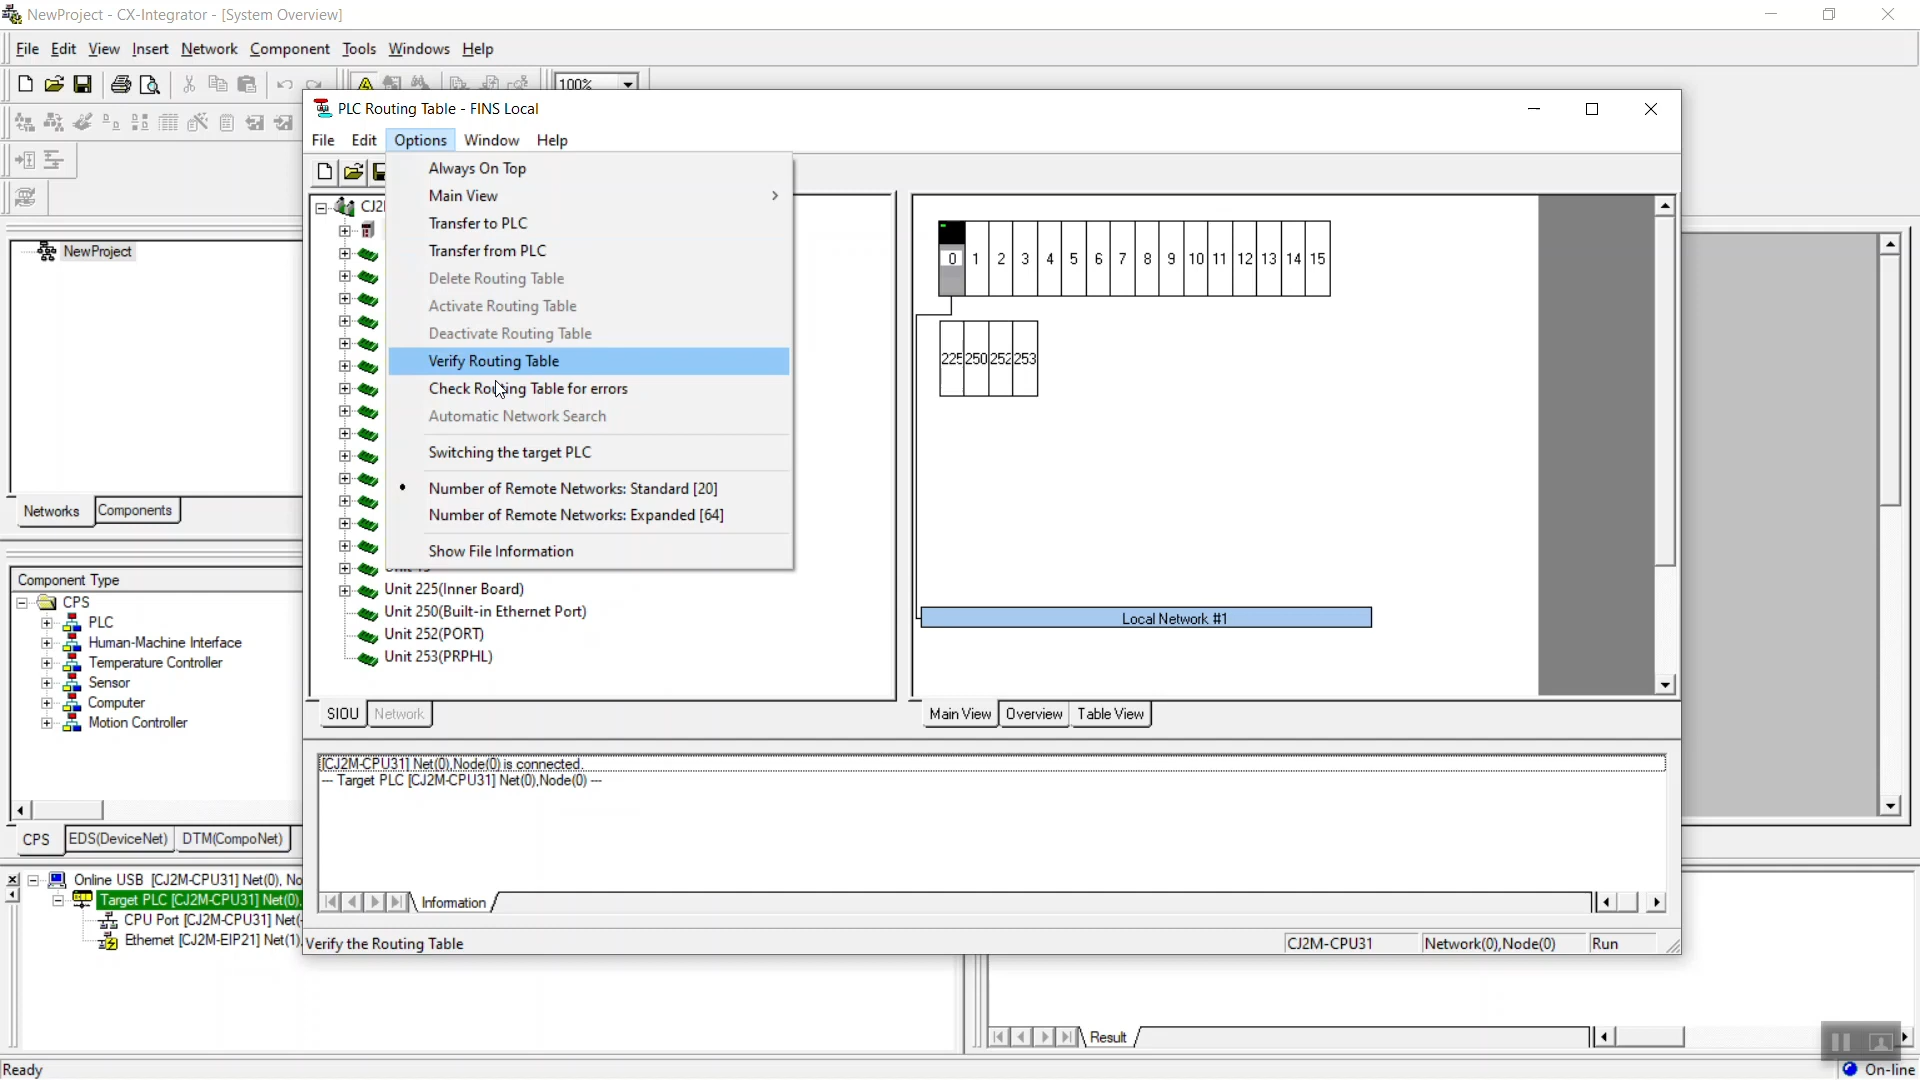 NewProject - CX-Integrator - [System Overview]
File Edit View Insert Network Component Tools Windows Help
100%
PLC Routing Table - FINS Local
File Edit Options Window Help
Always On Top
Main View
Transfer to PLC
Transfer from PLC
Delete Routing Table
Activate Routing Table
Deactivate Routing Table
Verify Routing Table
Check Routing Table for errors
Automatic Network Search
Switching the target PLC
Number of Remote Networks: Standard [20]
Number of Remote Networks: Expanded [64]
Show File Information
CJ2
Unit 225(Inner Board)
Unit 250(Built-in Ethernet Port)
Unit 252(PORT)
Unit 253(PRPHL)
SIOU Network
0 1 2 3 4 5 6 7 8 9 10 11 12 13 14 15
225 250 252 253
Local Network #1
Main View Overview Table View
[CJ2M-CPU31] Net(0),Node(0) is connected.
--- Target PLC [CJ2M-CPU31] Net(0),Node(0) ---
Information
Verify the Routing Table
CJ2M-CPU31 Network(0),Node(0) Run
NewProject
Networks Components
Component Type
CPS
PLC
Human-Machine Interface
Temperature Controller
Sensor
Computer
Motion Controller
CPS EDS(DeviceNet) DTM(CompoNet)
Online USB [CJ2M-CPU31] Net(0), No
Target PLC [CJ2M-CPU31] Net(0),
CPU Port [CJ2M-CPU31] Net(-
Ethernet [CJ2M-EIP21] Net(1),
Result
Ready
On-line